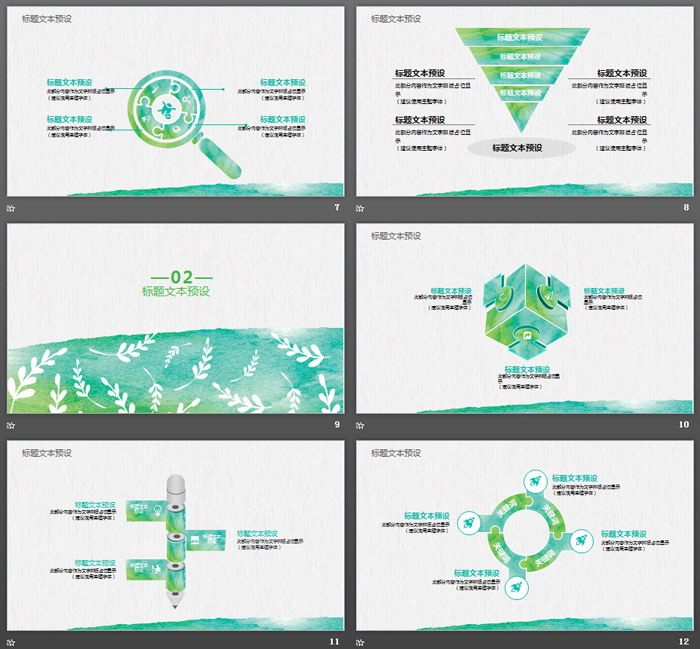 标题文本预设
标题文本预设
此部分内容作为文字排版占位显示
（建议使用主题字体）
标题文本预设
此部分内容作为文字排版占位显示
（建议使用主题字体）
标题文本预设
此部分内容作为文字排版占位显示
（建议使用主题字体）
标题文本预设
此部分内容作为文字排版占位显示
（建议使用主题字体）
7
标题文本预设
标题文本预设
标题文本预设
标题文本预设
标题文本预设
标题文本预设
此部分内容作为文字排版占位显
示
（建议使用主题字体）
标题文本预设
此部分内容作为文字排版占位显
示
（建议使用主题字体）
标题文本预设
此部分内容作为文字排版占位显
示
（建议使用主题字体）
标题文本预设
此部分内容作为文字排版占位显
示
（建议使用主题字体）
标题文本预设
8
02
标题文本预设
9
标题文本预设
标题文本预设
此部分内容作为文字排版占位
显示
（建议使用主题字体）
标题文本预设
此部分内容作为文字排版占位
显示
（建议使用主题字体）
标题文本预设
此部分内容作为文字排版占位
显示
（建议使用主题字体）
10
标题文本预设
标题文本预设
此部分内容作为文字排版占位显示
（建议使用主题字体）
标题文本预设
此部分内容作为文字排版占位显示
（建议使用主题字体）
标题文本预设
此部分内容作为文字排版占位显示
（建议使用主题字体）
11
标题文本预设
标题文本预设
此部分内容作为文字排版占位显示
（建议使用主题字体）
标题文本预设
此部分内容作为文字排版占位显示
（建议使用主题字体）
标题文本预设
此部分内容作为文字排版占位显示
（建议使用主题字体）
标题文本预设
此部分内容作为文字排版占位显示
（建议使用主题字体）
关键词
关键词
关键词
关键词
12